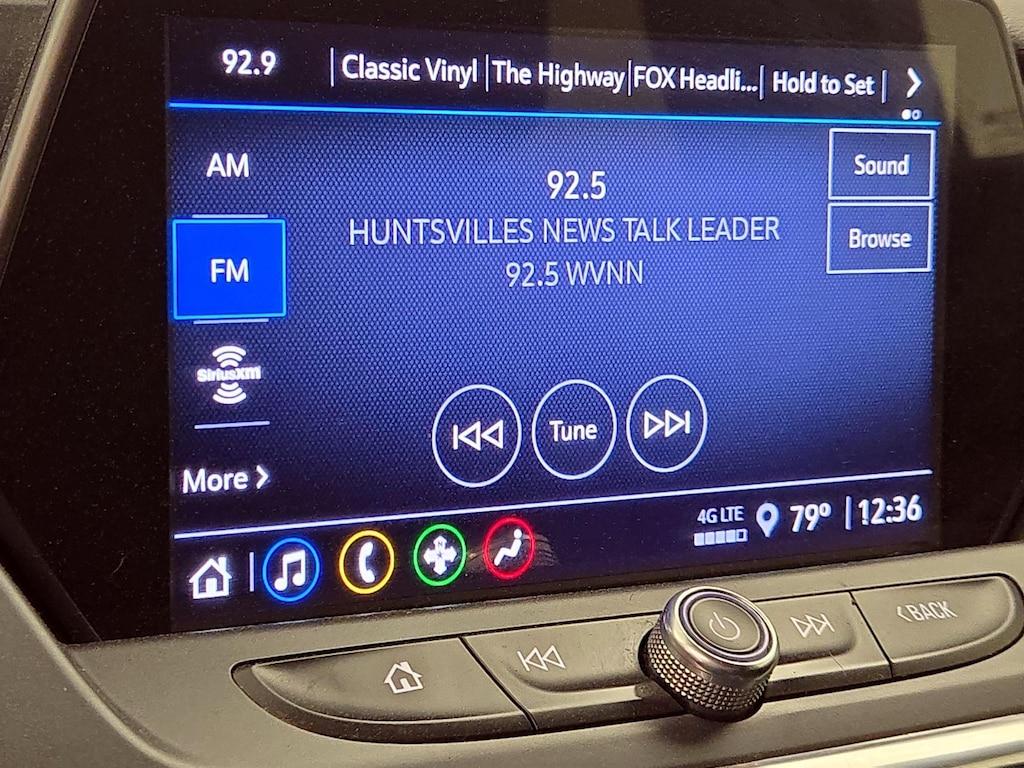 92.9 Classic Vinyl The Highway FOX Headli... Hold to Set
AM
92.5
Sound
HUNTSVILLES NEWS TALK LEADER
Browse
FM
92.5 WVNN
SiriusXM
Tune
More
4G LTE 79° 12:36
BACK